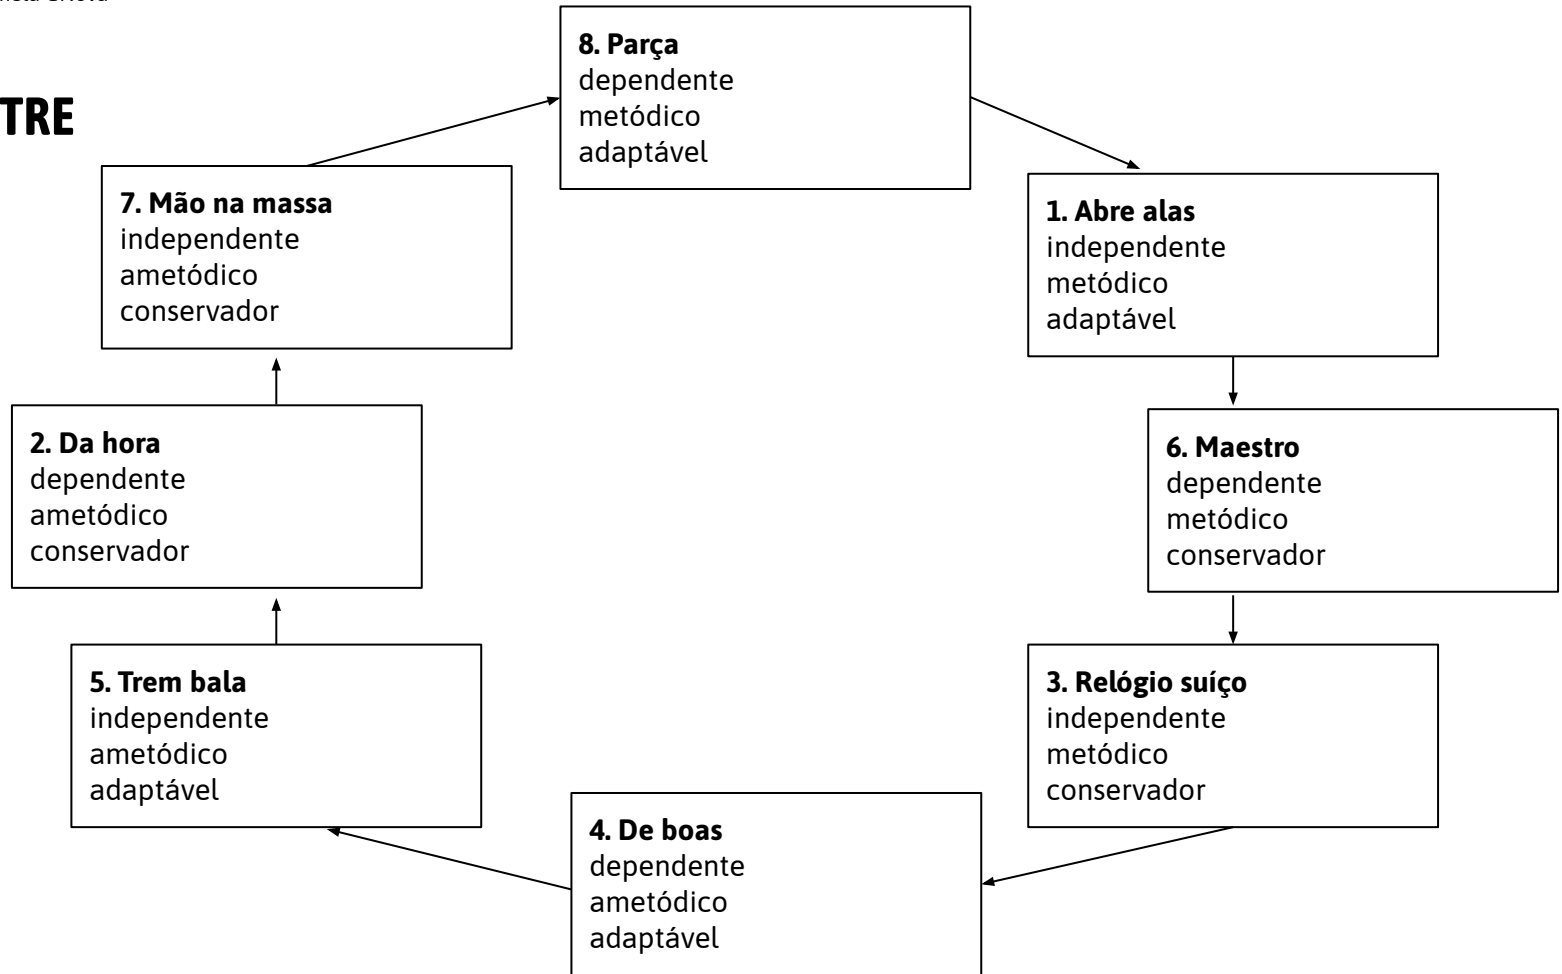 TRE
8. Parça
dependente
metódico
adaptável
7. Mão na massa
independente
ametódico
conservador
1. Abre alas
independente
metódico
adaptável
2. Da hora
dependente
ametódico
conservador
6. Maestro
dependente
metódico
conservador
5. Trem bala
independente
ametódico
adaptável
3. Relógio suíço
independente
metódico
conservador
4. De boas
dependente
ametódico
adaptável